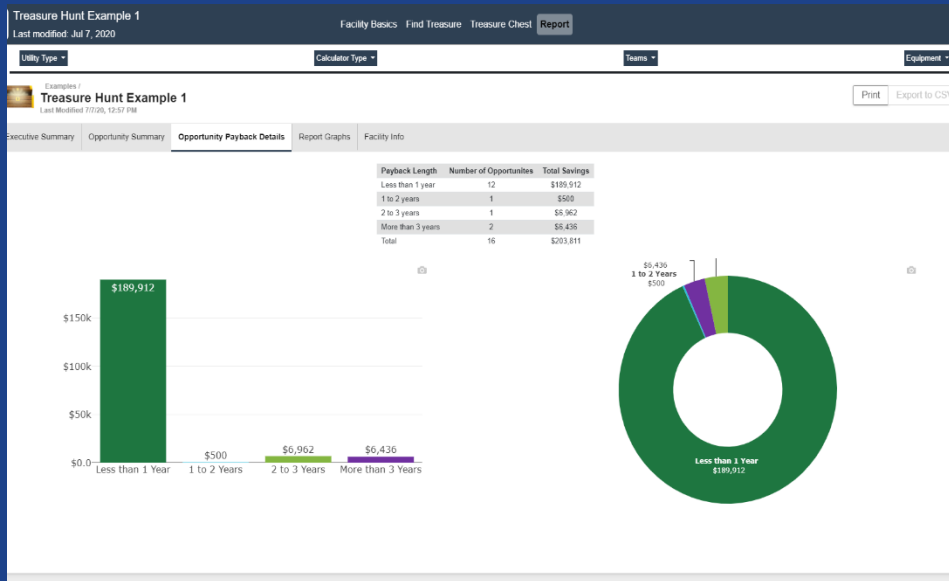 Treasure Hunt Example 1
Last modified: Jul 7, 2020
Facility Basics Find Treasure Treasure Chest Report
Utility Type Calculator Type Teams Equipment
Examples /
Treasure Hunt Example 1
Last Modified 7/7/20, 12:57 PM
Print Export to CSV
Executive Summary Opportunity Summary Opportunity Payback Details Report Graphs Facility Info
Payback Length Number of Opportunites Total Savings
Less than 1 year 12 $189,912
1 to 2 years 1 $500
2 to 3 years 1 $6,962
More than 3 years 2 $6,436
Total 16 $203,811
$189,912
$150k
$100k
$50k
$0.0
$500
$6,962
$6,436
Less than 1 Year
1 to 2 Years
2 to 3 Years
More than 3 Years
$6,436
1 to 2 Years
$500
Less than 1 Year
$189,912